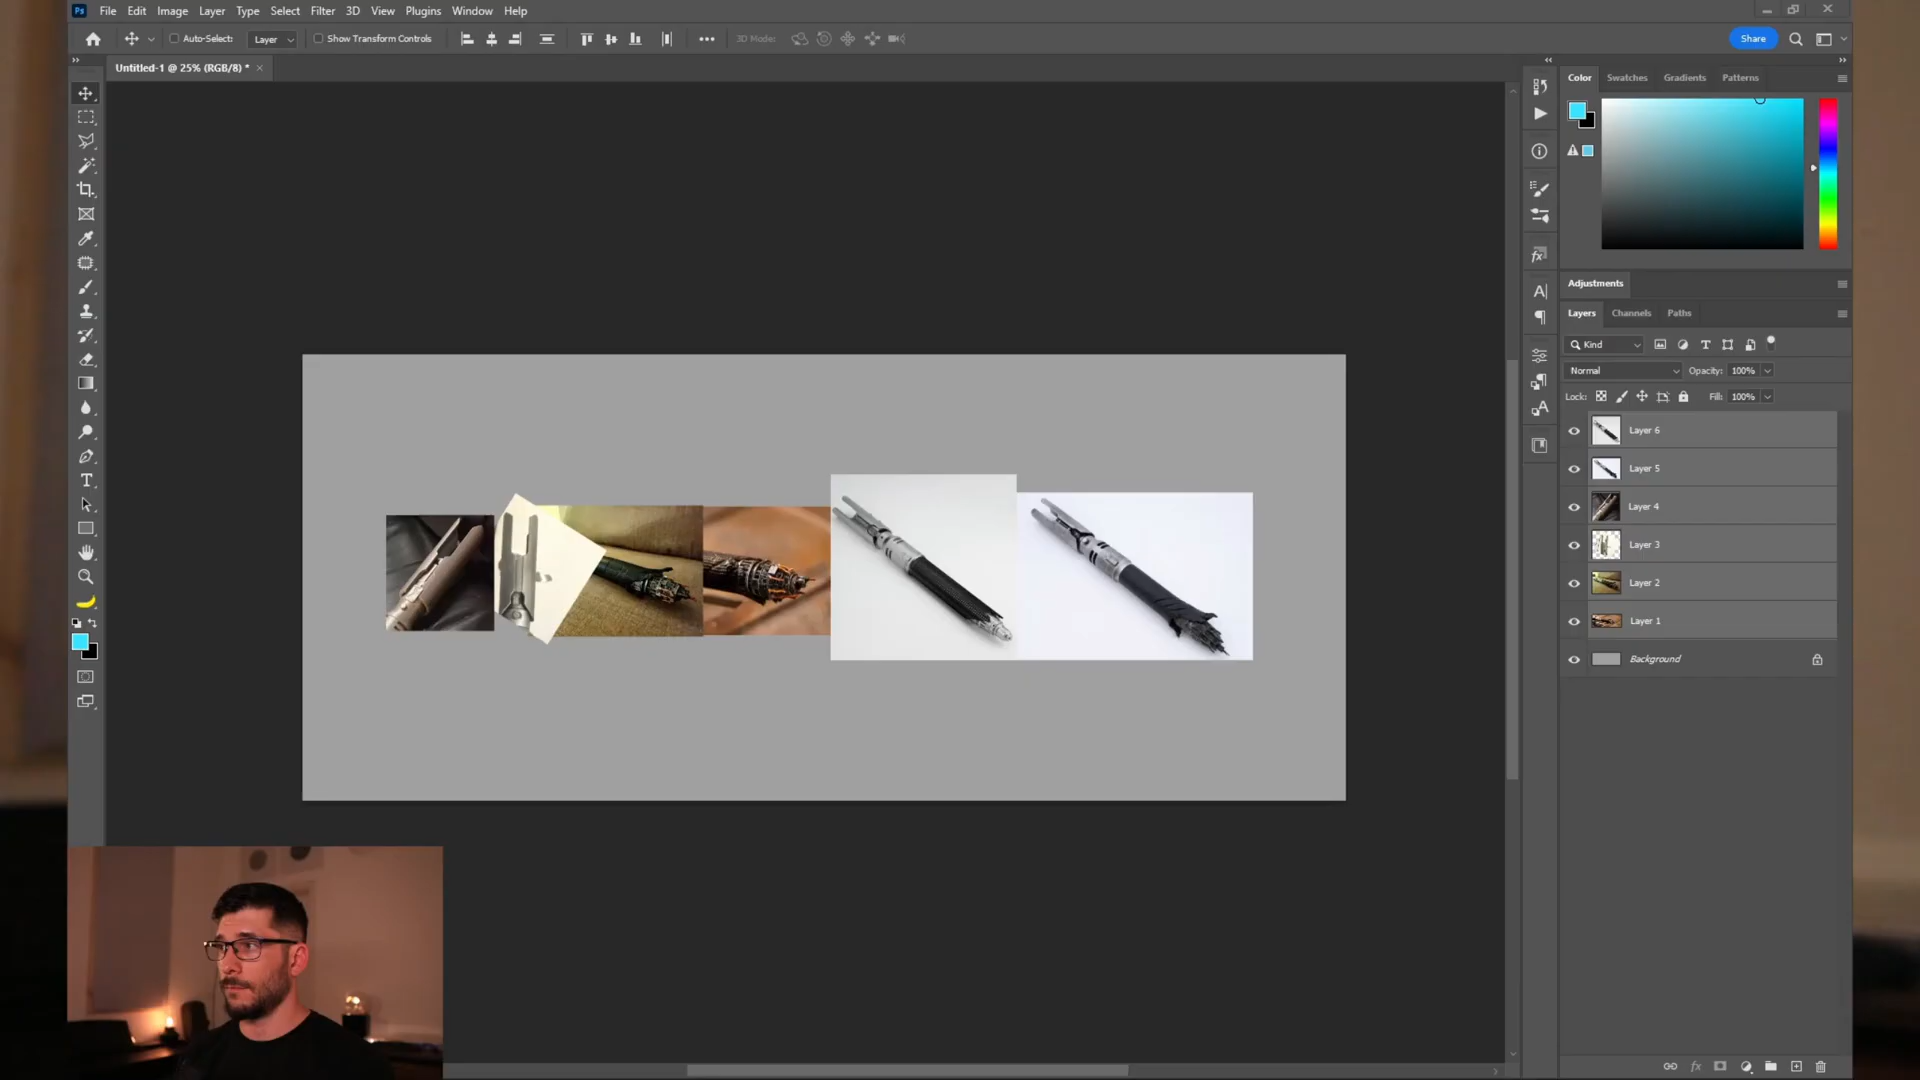 Ps File Edit Image Layer Type Select Filter 3D View Plugins Window Help
Auto-Select: Layer Show Transform Controls 3D Mode: Share
Untitled-1 @ 25% (RGB/8) *
Color Swatches Gradients Patterns
Adjustments
Layers Channels Paths
Kind
Normal Opacity: 100%
Lock: Fill: 100%
Layer 6
Layer 5
Layer 4
Layer 3
Layer 2
Layer 1
Background